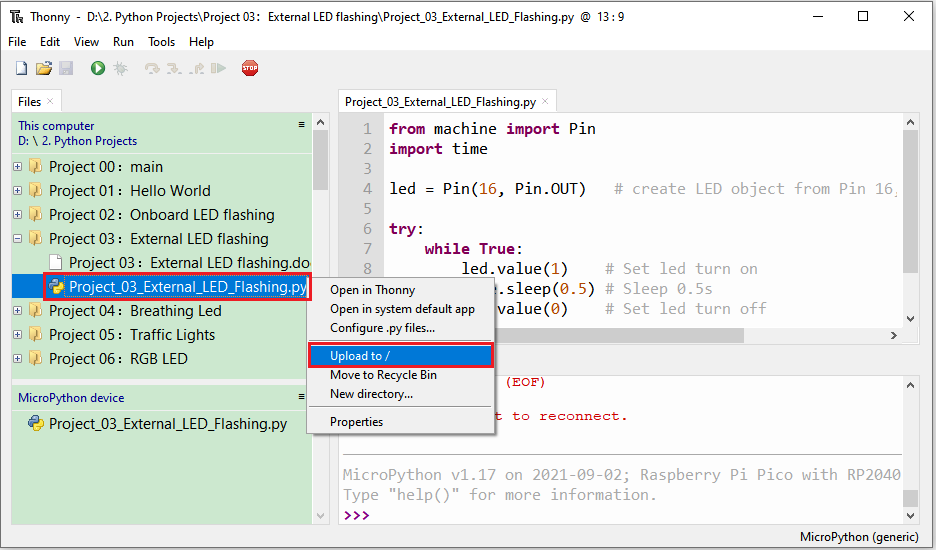 Thonny - D:\2. Python Projects\Project 03：External LED flashing\Project_03_External_LED_Flashing.py @ 13 : 9
File Edit View Run Tools Help
STOP
Files
This computer
D: \ 2. Python Projects
Project 00：main
Project 01：Hello World
Project 02：Onboard LED flashing
Project 03：External LED flashing
Project 03：External LED flashing.do
Project_03_External_LED_Flashing.py
Project 04：Breathing Led
Project 05：Traffic Lights
Project 06：RGB LED
MicroPython device
Project_03_External_LED_Flashing.py
Project_03_External_LED_Flashing.py
1 from machine import Pin
2 import time
3
4 led = Pin(16, Pin.OUT) # create LED object from Pin 16,
5
6 try:
7 while True:
8 led.value(1) # Set led turn on
e.sleep(0.5) # Sleep 0.5s
.value(0) # Set led turn off
Open in Thonny
Open in system default app
Configure .py files...
Upload to /
Move to Recycle Bin
New directory...
Properties
(EOF)
t to reconnect.
MicroPython v1.17 on 2021-09-02; Raspberry Pi Pico with RP2040
Type "help()" for more information.
>>>
MicroPython (generic)